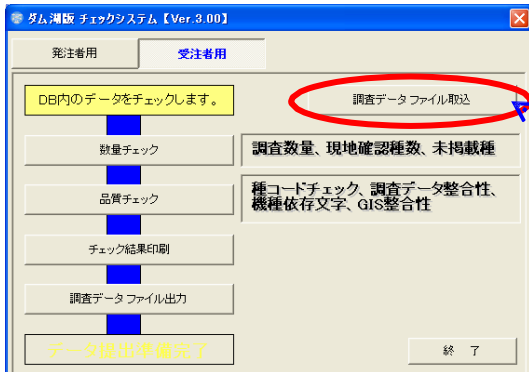 ダム湖版 チェックシステム【Ver.3.00】
発注者用
受注者用
DB内のデータをチェックします。
調査データファイル取込
数量チェック
調査数量、現地確認種数、未掲載種
品質チェック
種コードチェック、調査データ整合性、
機種依存文字、GIS整合性
チェック結果印刷
調査データファイル出力
データ提出準備完了
終 了